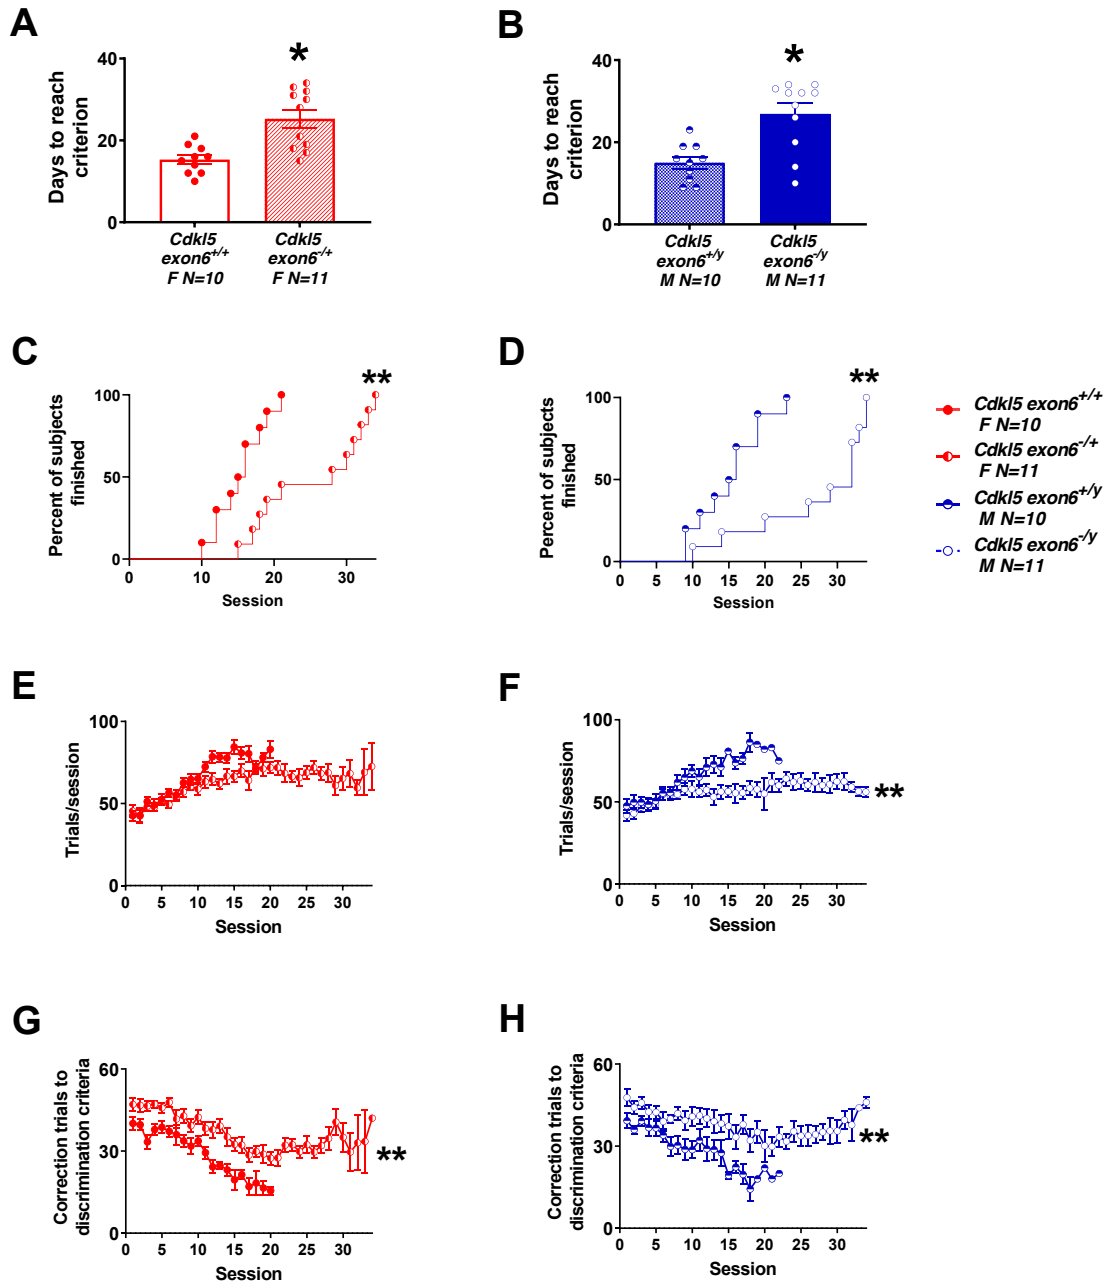 A
Days to reach
criterion
40
20
0
*
Cdkl5
exon6+/+
F N=10
Cdkl5
exon6-/+
F N=11
B
Days to reach
criterion
40
20
0
*
Cdkl5
exon6+/y
M N=10
Cdkl5
exon6-/y
M N=11
C
Percent of subjects
finished
100
50
0
0 10 20 30
Session
**
D
Percent of subjects
finished
100
50
0
0 5 10 15 20 25 30
Session
**
Cdkl5 exon6+/+
F N=10
Cdkl5 exon6-/+
F N=11
Cdkl5 exon6+/y
M N=10
Cdkl5 exon6-/y
M N=11
E
Trials/session
100
50
0
0 5 10 15 20 25 30
Session
F
Trials/session
100
50
0
0 5 10 15 20 25 30
Session
**
G
Correction trials to
discrimination criteria
60
30
0
0 5 10 15 20 25 30
Session
**
H
Correction trials to
discrimination criteria
60
30
0
0 5 10 15 20 25 30
Session
**